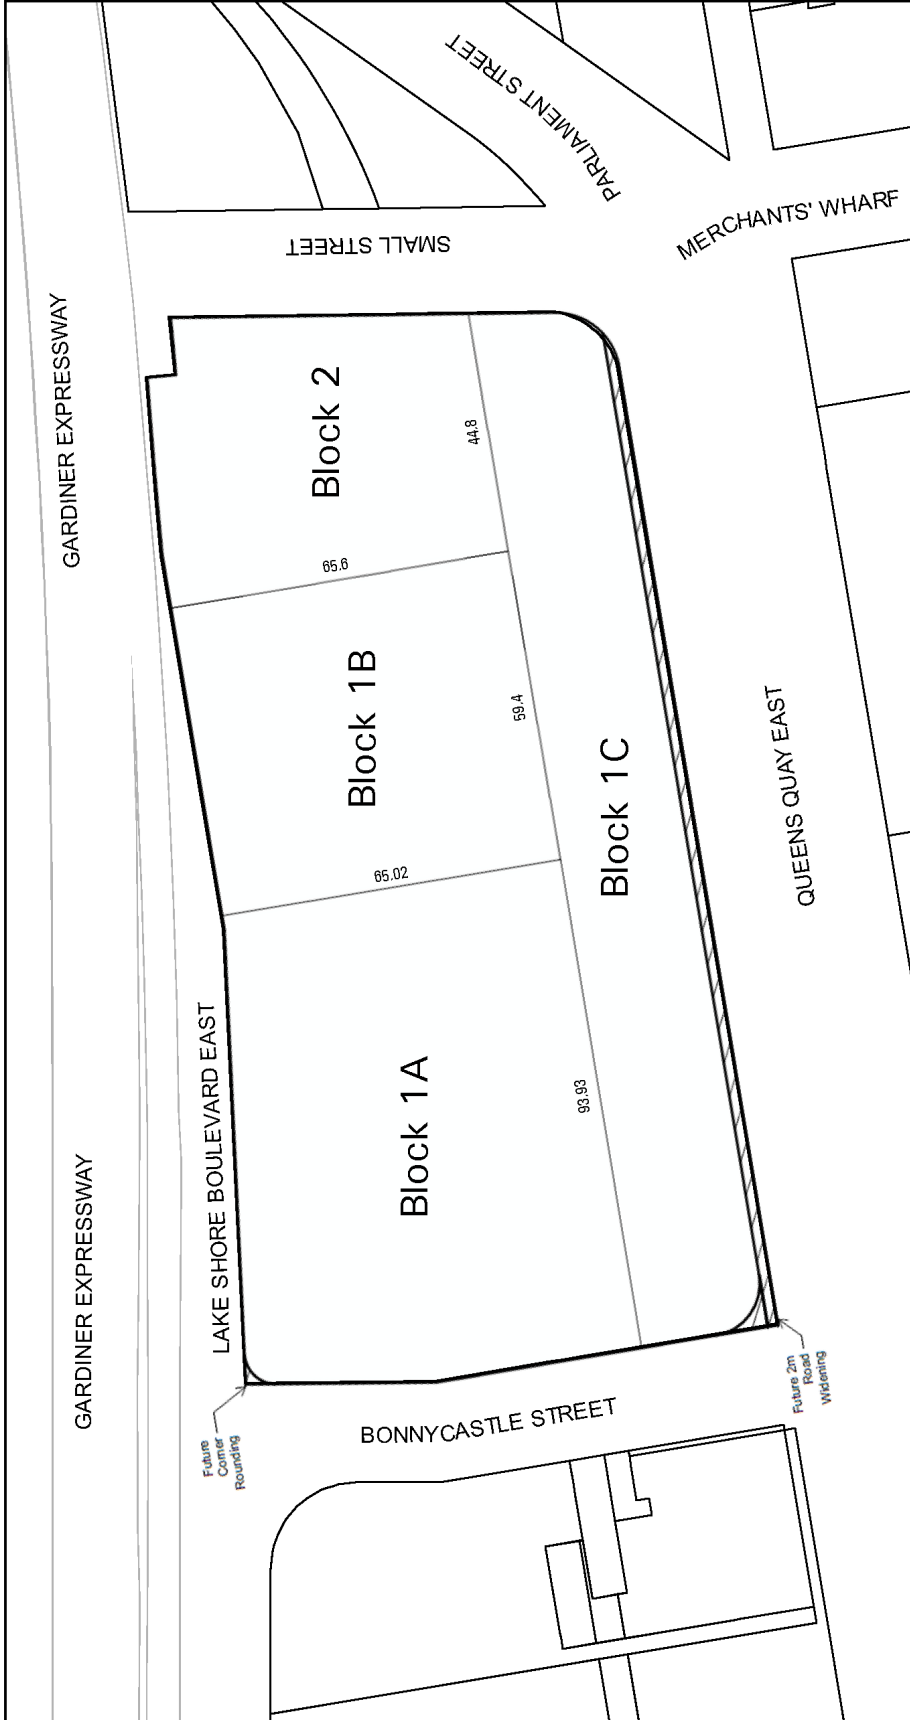 PARLIAMENT STREET
MERCHANTS' WHARF
SMALL STREET
GARDINER EXPRESSWAY
Block 2
44.8
65.6
Block 1B
59.4
Block 1C
QUEENS QUAY EAST
65.02
LAKE SHORE BOULEVARD EAST
Block 1A
93.93
GARDINER EXPRESSWAY
Future
Corner
Rounding
BONNYCASTLE STREET
Future 2m
Road
Widening